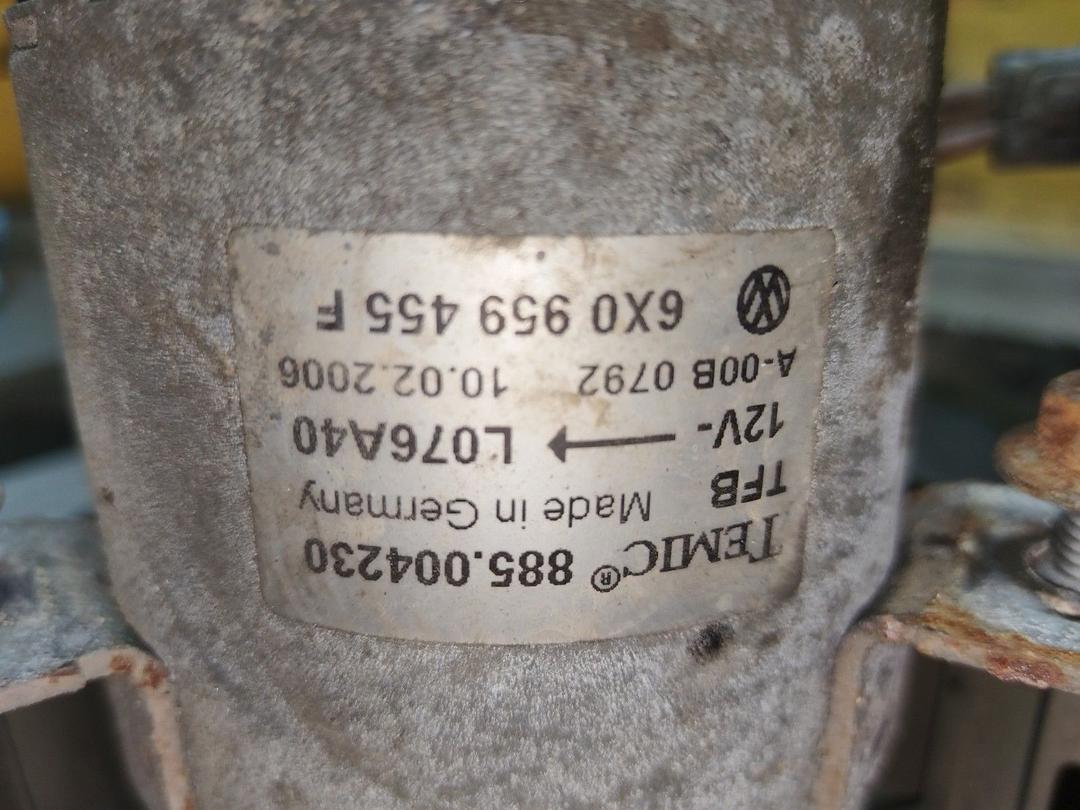 TEMIC® 885.004230
TFB Made in Germany
12V- L076A40
A-00B 0792 10.02.2006
6X0 959 455 F